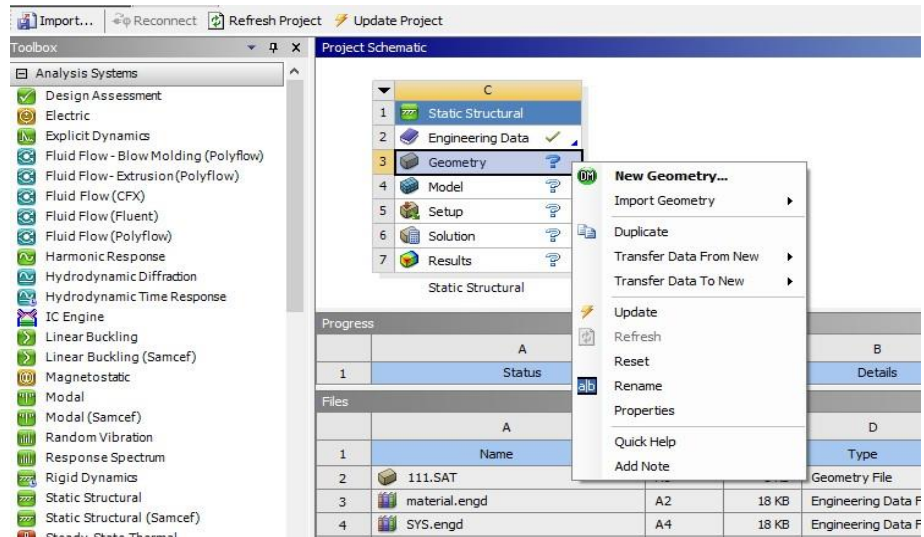 Import...
Reconnect
Refresh Project
Update Project
Toolbox
Project Schematic
Analysis Systems
Design Assessment
Electric
Explicit Dynamics
Fluid Flow - Blow Molding (Polyflow)
Fluid Flow - Extrusion (Polyflow)
Fluid Flow (CFX)
Fluid Flow (Fluent)
Fluid Flow (Polyflow)
Harmonic Response
Hydrodynamic Diffraction
Hydrodynamic Time Response
IC Engine
Linear Buckling
Linear Buckling (Samcef)
Magnetostatic
Modal
Modal (Samcef)
Random Vibration
Response Spectrum
Rigid Dynamics
Static Structural
Static Structural (Samcef)
Steady-State Thermal
C
1 Static Structural
2 Engineering Data
3 Geometry ?
4 Model ?
5 Setup ?
6 Solution ?
7 Results ?
Static Structural
DM New Geometry...
Import Geometry
Duplicate
Transfer Data From New
Transfer Data To New
Update
Refresh
Reset
a|b Rename
Properties
Quick Help
Add Note
Progress
A B
1 Status Details
Files
A D
1 Name Type
2 111.SAT Geometry File
3 material.engd A2 18 KB Engineering Data F
4 SYS.engd A4 18 KB Engineering Data F